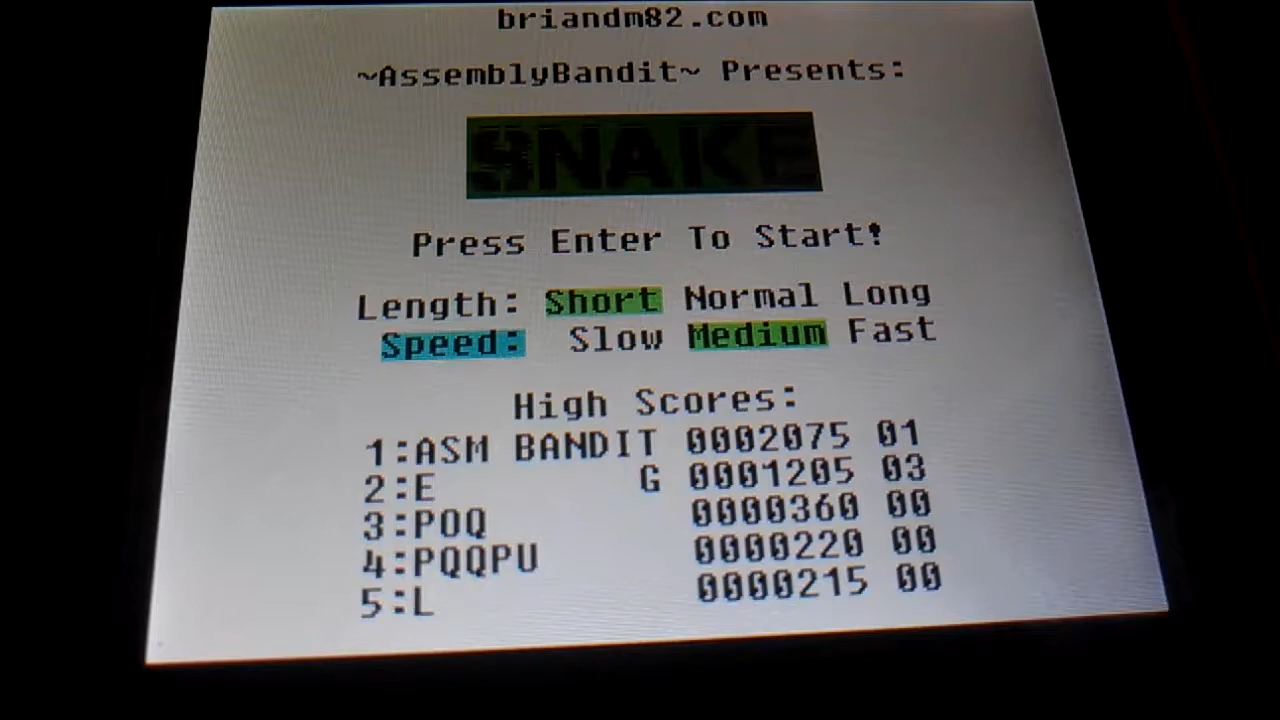 briandm82.com
~AssemblyBandit~ Presents:
SNAKE
Press Enter To Start!
Length: Short Normal Long
Speed: Slow Medium Fast
High Scores:
1:ASM BANDIT 0002075 01
2:E G 0001205 03
3:POQ 0000360 00
4:PQQPU 0000220 00
5:L 0000215 00